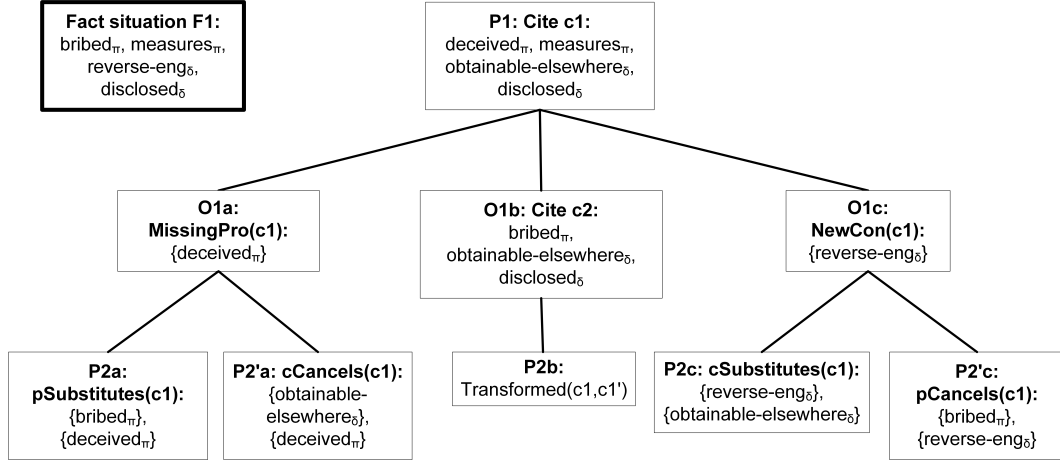 Fact situation F1:
bribedπ, measuresπ,
reverse-engδ,
disclosedδ
P1: Cite c1:
deceivedπ, measuresπ,
obtainable-elsewhereδ,
disclosedδ
O1a:
MissingPro(c1):
{deceivedπ}
O1b: Cite c2:
bribedπ,
obtainable-elsewhereδ,
disclosedδ
O1c:
NewCon(c1):
{reverse-engδ}
P2a:
pSubstitutes(c1):
{bribedπ},
{deceivedπ}
P2'a: cCancels(c1):
{obtainable-
elsewhereδ},
{deceivedπ}
P2b:
Transformed(c1,c1')
P2c: cSubstitutes(c1):
{reverse-engδ},
{obtainable-elsewhereδ}
P2'c:
pCancels(c1):
{bribedπ},
{reverse-engδ}